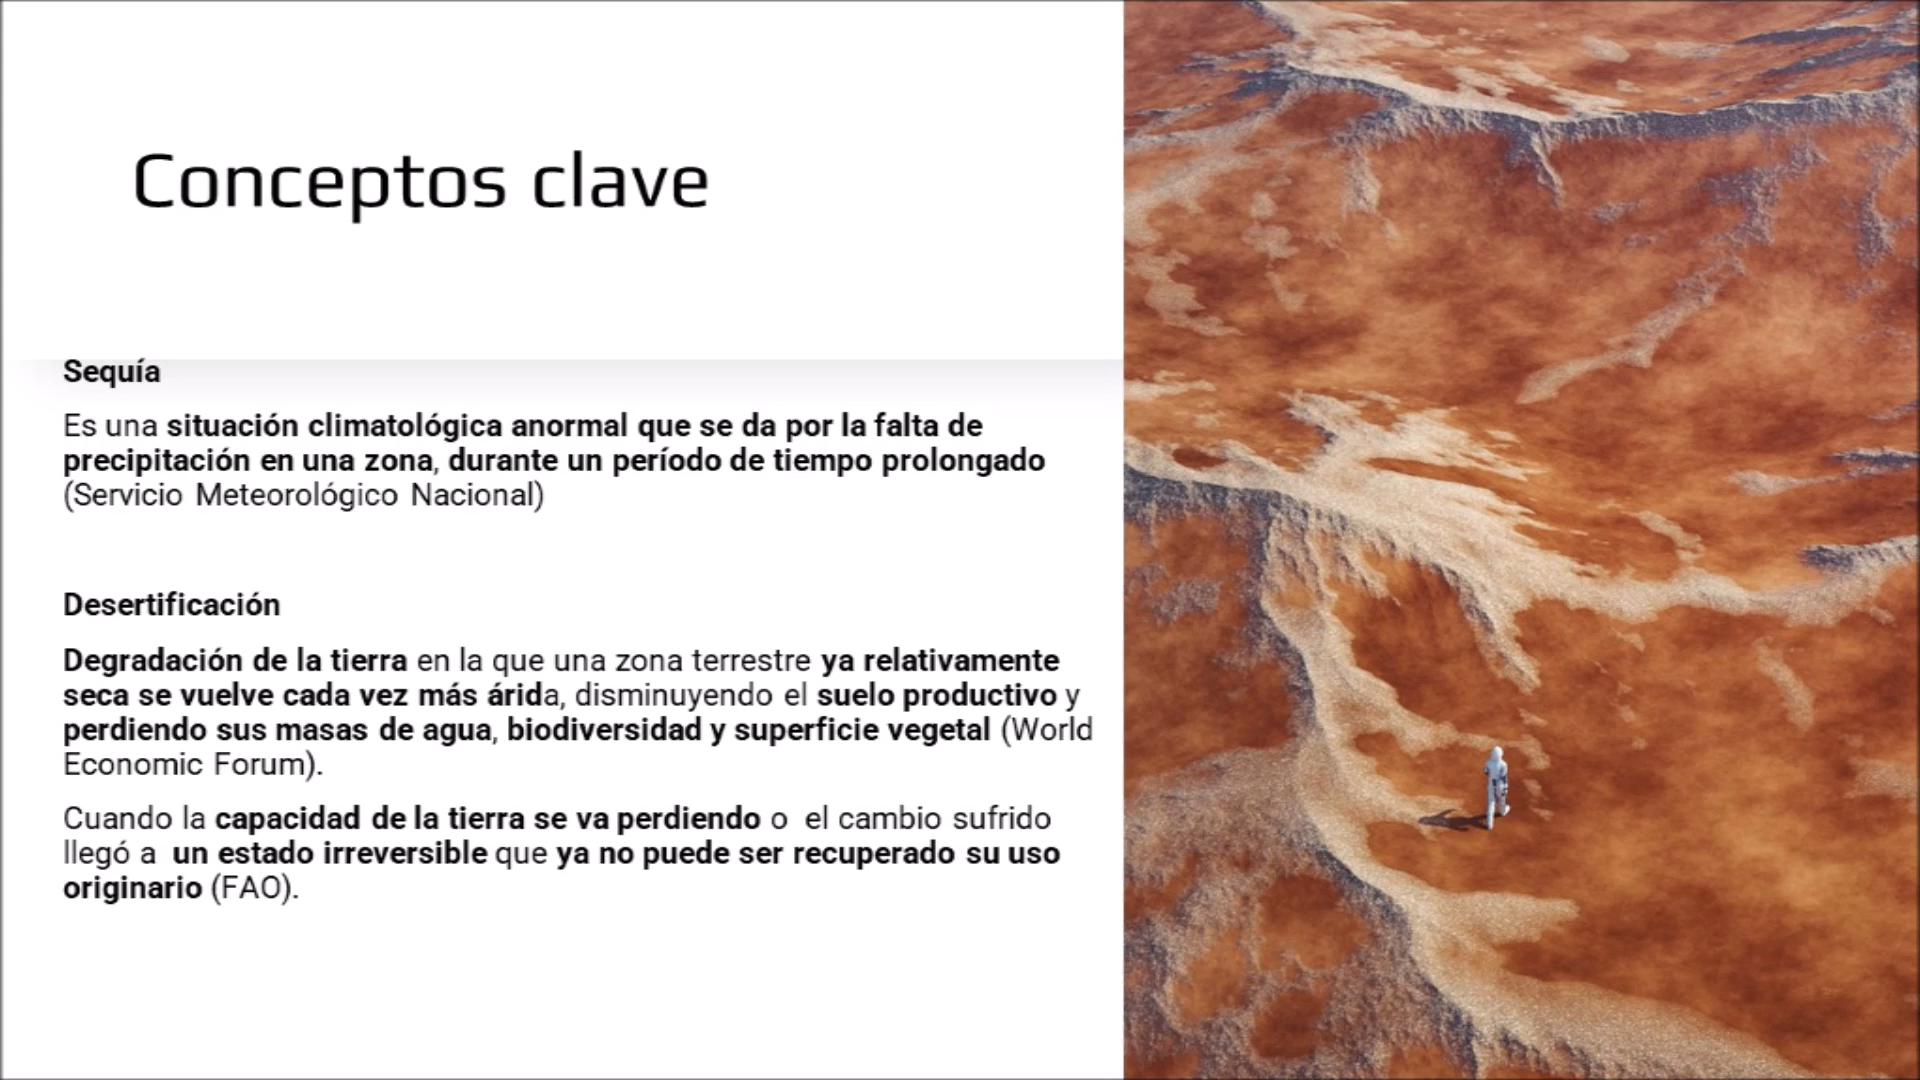 Conceptos clave
Sequía
Es una situación climatológica anormal que se da por la falta de
precipitación en una zona, durante un período de tiempo prolongado
(Servicio Meteorológico Nacional)
Desertificación
Degradación de la tierra en la que una zona terrestre ya relativamente
seca se vuelve cada vez más árida, disminuyendo el suelo productivo y
perdiendo sus masas de agua, biodiversidad y superficie vegetal (World
Economic Forum).
Cuando la capacidad de la tierra se va perdiendo o el cambio sufrido
llegó a un estado irreversible que ya no puede ser recuperado su uso
originario (FAO).